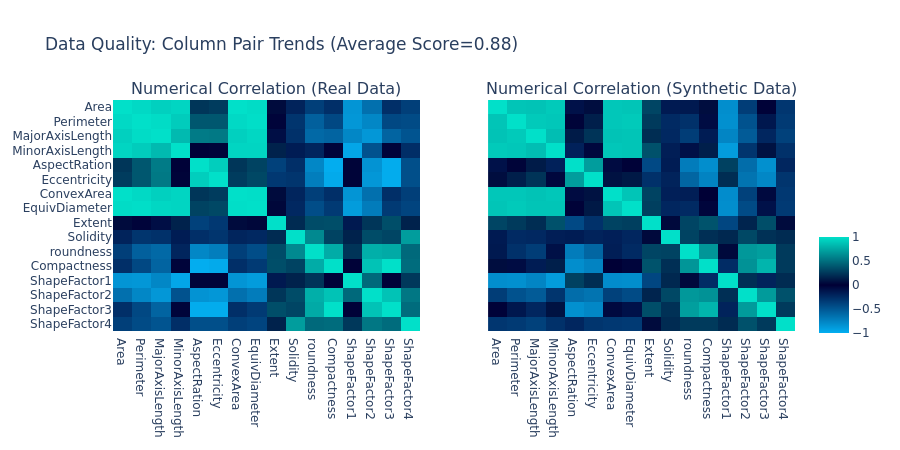 Data Quality: Column Pair Trends (Average Score=0.88)
Numerical Correlation (Real Data)
Numerical Correlation (Synthetic Data)
Area
Perimeter
MajorAxisLength
MinorAxisLength
AspectRation
Eccentricity
ConvexArea
EquivDiameter
Extent
Solidity
roundness
Compactness
ShapeFactor1
ShapeFactor2
ShapeFactor3
ShapeFactor4
Area
Perimeter
MajorAxisLength
MinorAxisLength
AspectRation
Eccentricity
ConvexArea
EquivDiameter
Extent
Solidity
roundness
Compactness
ShapeFactor1
ShapeFactor2
ShapeFactor3
ShapeFactor4
Area
Perimeter
MajorAxisLength
MinorAxisLength
AspectRation
Eccentricity
ConvexArea
EquivDiameter
Extent
Solidity
roundness
Compactness
ShapeFactor1
ShapeFactor2
ShapeFactor3
ShapeFactor4
1
0.5
0
−0.5
−1